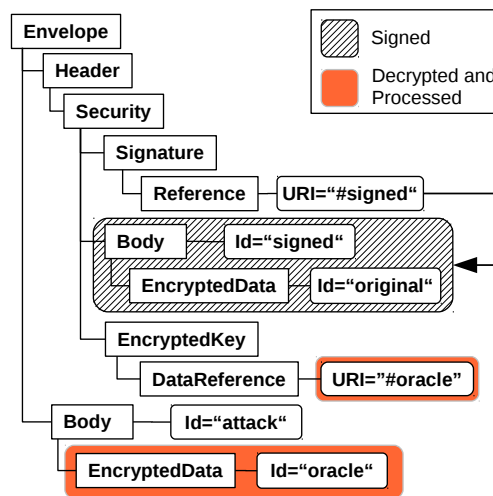 Envelope
Signed
Header
Decrypted and
Processed
Security
Signature
Reference URI=“#signed“
Body Id=“signed“
EncryptedData Id=“original“
EncryptedKey
DataReference URI=”#oracle”
Body Id=“attack“
EncryptedData Id=“oracle“